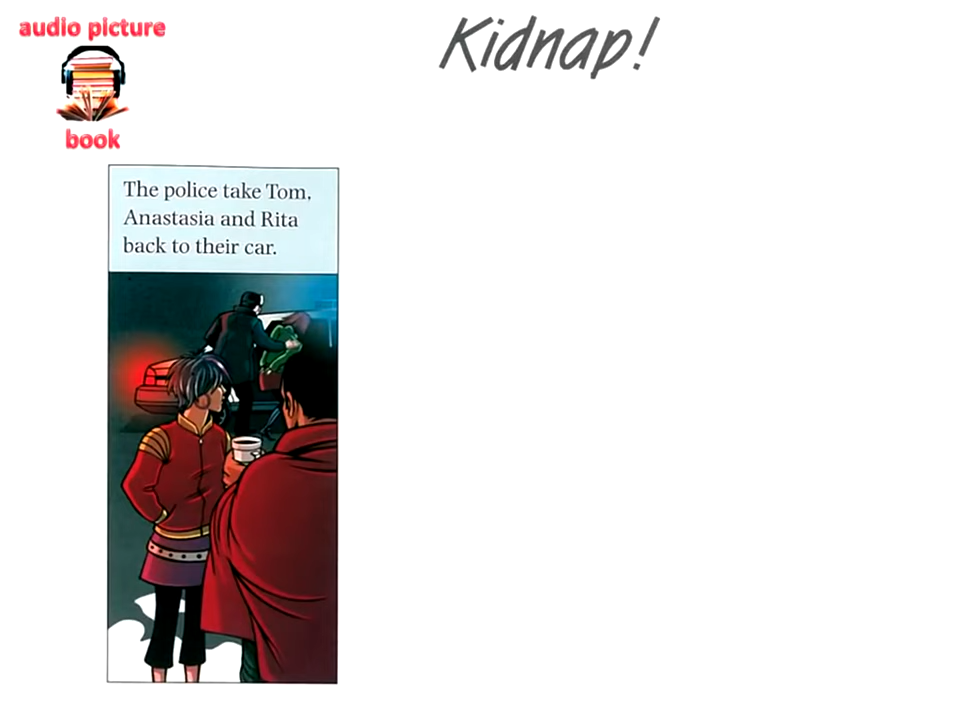 audio picture
Kidnap!
book
The police take Tom,
Anastasia and Rita
back to their car.